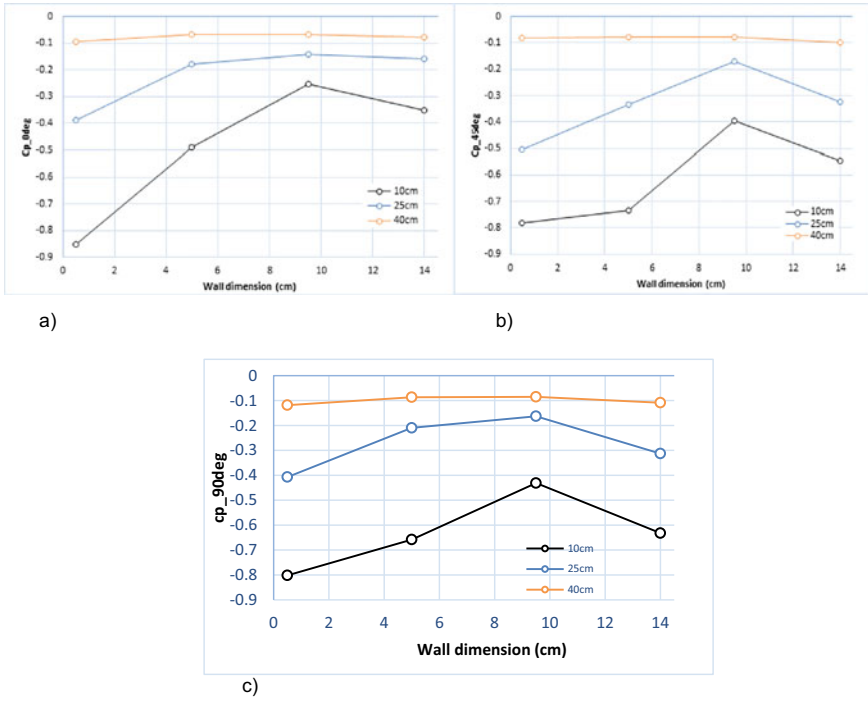 0
-0.1
-0.2
-0.3
-0.4
-0.5
-0.6
-0.7
-0.8
-0.9
Cp_0deg
10cm
25cm
40cm
0 2 4 6 8 10 12 14
Wall dimension (cm)
a)
0
-0.1
-0.2
-0.3
-0.4
-0.5
-0.6
-0.7
-0.8
-0.9
Cp_45deg
10cm
25cm
40cm
0 2 4 6 8 10 12 14
Wall dimension (cm)
b)
0
-0.1
-0.2
-0.3
-0.4
-0.5
-0.6
-0.7
-0.8
-0.9
cp_90deg
10cm
25cm
40cm
0 2 4 6 8 10 12 14
Wall dimension (cm)
c)